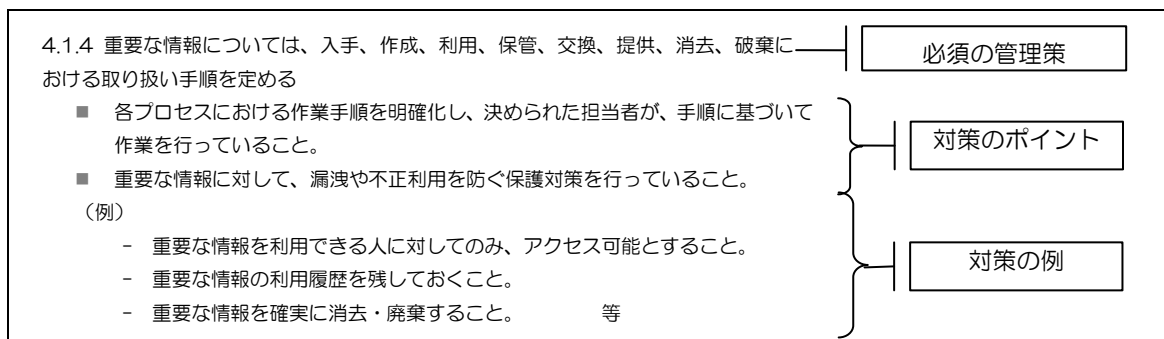 4.1.4 重要な情報については、入手、作成、利用、保管、交換、提供、消去、破棄に
おける取り扱い手順を定める
必須の管理策
■ 各プロセスにおける作業手順を明確化し、決められた担当者が、手順に基づいて
作業を行っていること。
■ 重要な情報に対して、漏洩や不正利用を防ぐ保護対策を行っていること。
対策のポイント
（例）
− 重要な情報を利用できる人に対してのみ、アクセス可能とすること。
− 重要な情報の利用履歴を残しておくこと。
− 重要な情報を確実に消去・廃棄すること。 等
対策の例